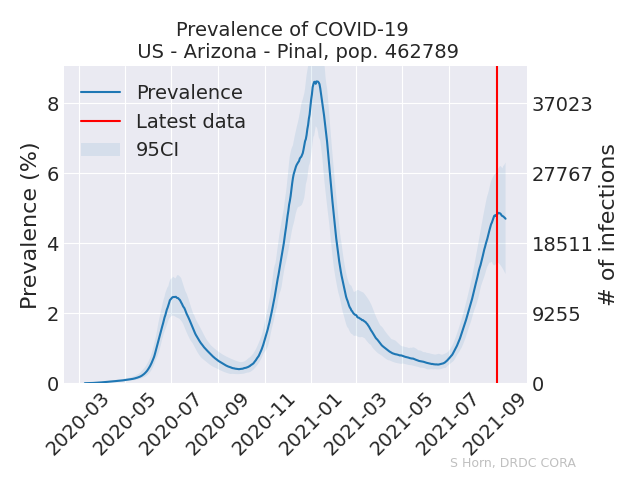 Prevalence of COVID-19
US - Arizona - Pinal, pop. 462789
Prevalence
Latest data
95CI
Prevalence (%)
8
6
4
2
0
37023
27767
18511
9255
0
# of infections
2020-03
2020-05
2020-07
2020-09
2020-11
2021-01
2021-03
2021-05
2021-07
2021-09
S Horn, DRDC CORA